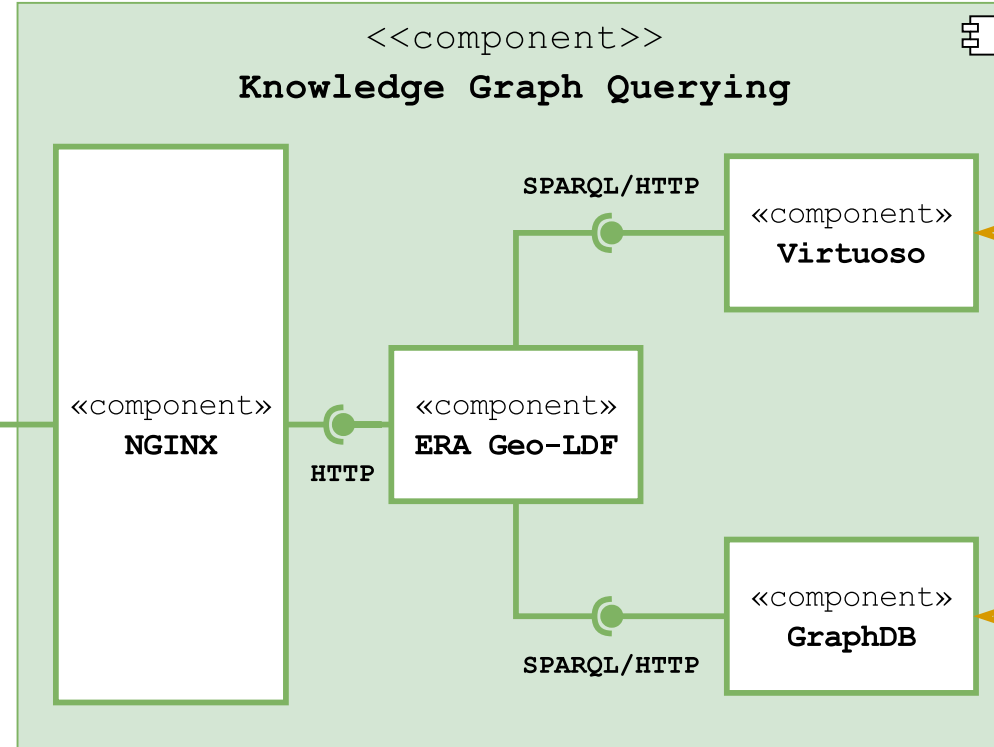 <<component>>
Knowledge Graph Querying
SPARQL/HTTP
«component»
Virtuoso
«component»
NGINX
HTTP
«component»
ERA Geo-LDF
«component»
GraphDB
SPARQL/HTTP